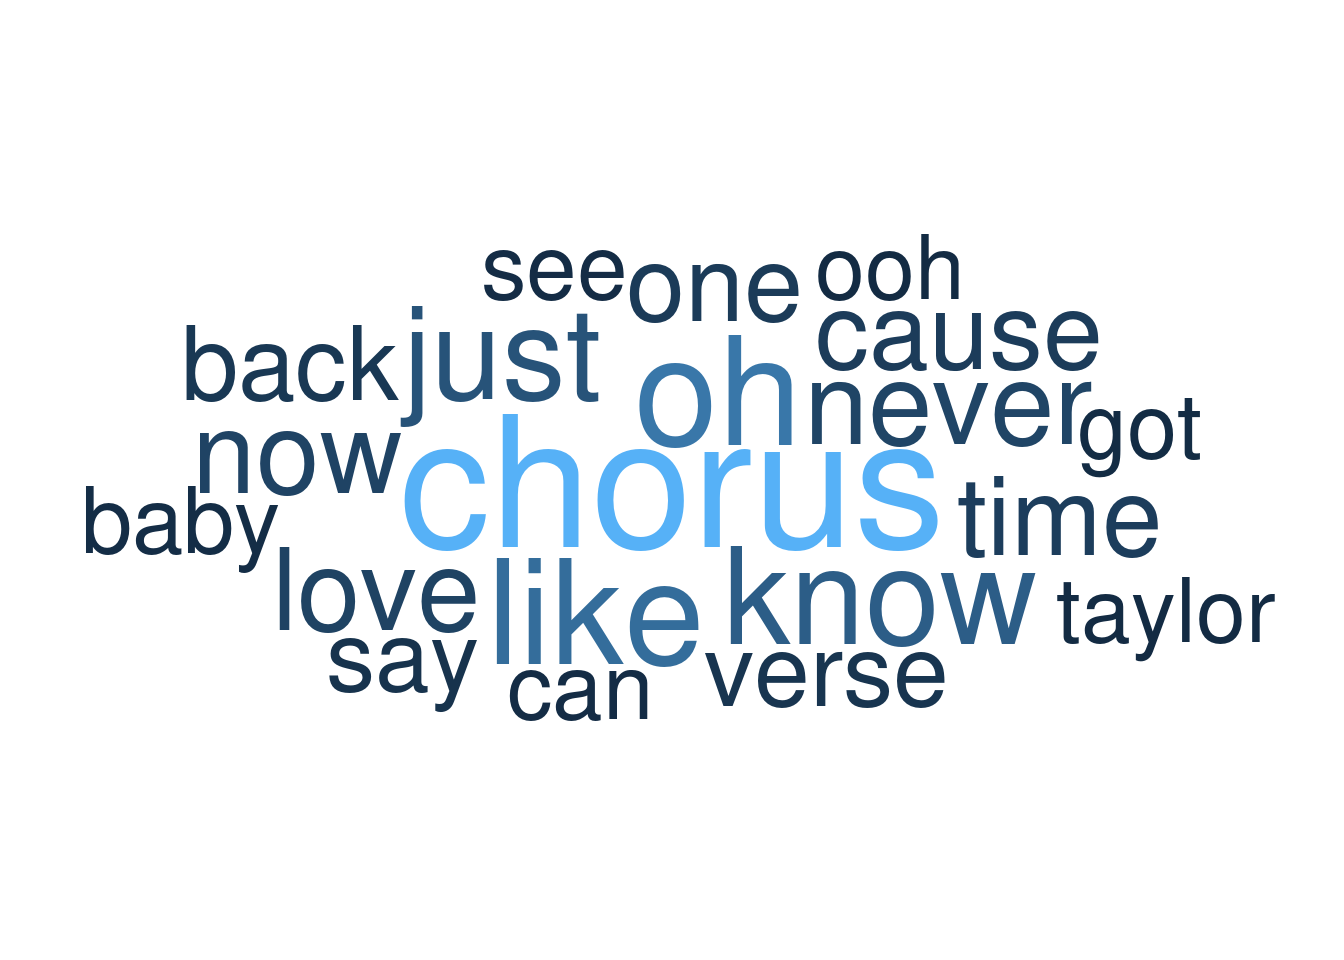 see one ooh
back just oh cause
never got
now chorus
baby time
love like know taylor
say can verse